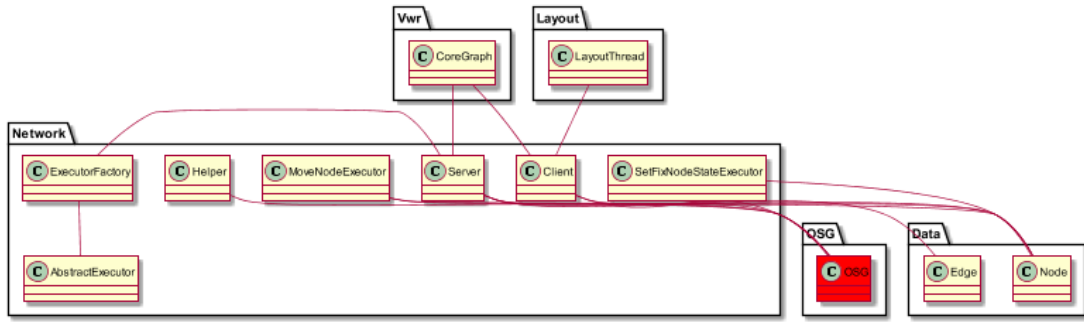 Vwr
Layout
C CoreGraph
C LayoutThread
Network
C ExecutorFactory
C Helper
C MoveNodeExecutor
C Server
C Client
C SetFixNodeStateExecutor
OSG
Data
C AbstractExecutor
C OSG
C Edge
C Node